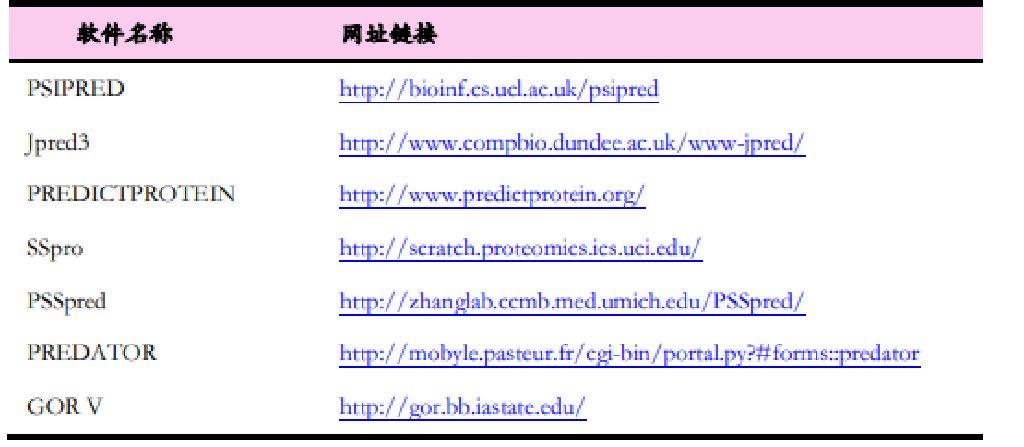 软件名称 网址链接
PSIPRED http://bioinf.cs.ucl.ac.uk/psipred
Jpred3 http://www.compbio.dundee.ac.uk/www-jpred/
PREDICTPROTEIN http://www.predictprotein.org/
SSpro http://scratch.proteomics.ics.uci.edu/
PSSpred http://zhanglab.ccmb.med.umich.edu/PSSpred/
PREDATOR http://mobyle.pasteur.fr/cgi-bin/portal.py?#forms::predator
GOR V http://gor.bb.iastate.edu/